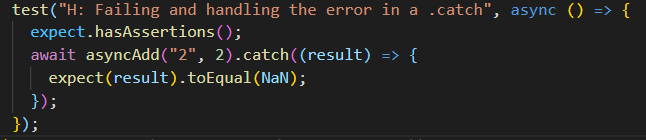 test("H: Failing and handling the error in a .catch", async () => {
  expect.hasAssertions();
  await asyncAdd("2", 2).catch((result) => {
    expect(result).toEqual(NaN);
  });
});